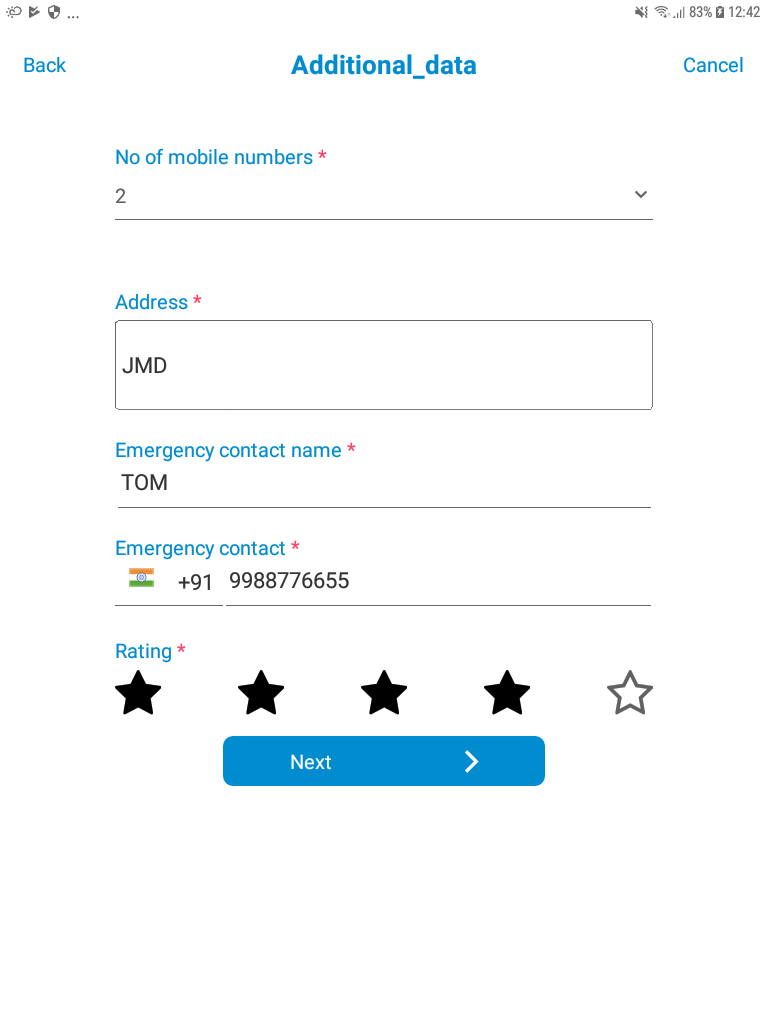 ... 83% 12:42
Back Additional_data Cancel
No of mobile numbers *
2
Address *
JMD
Emergency contact name *
TOM
Emergency contact *
+91 9988776655
Rating *
Next